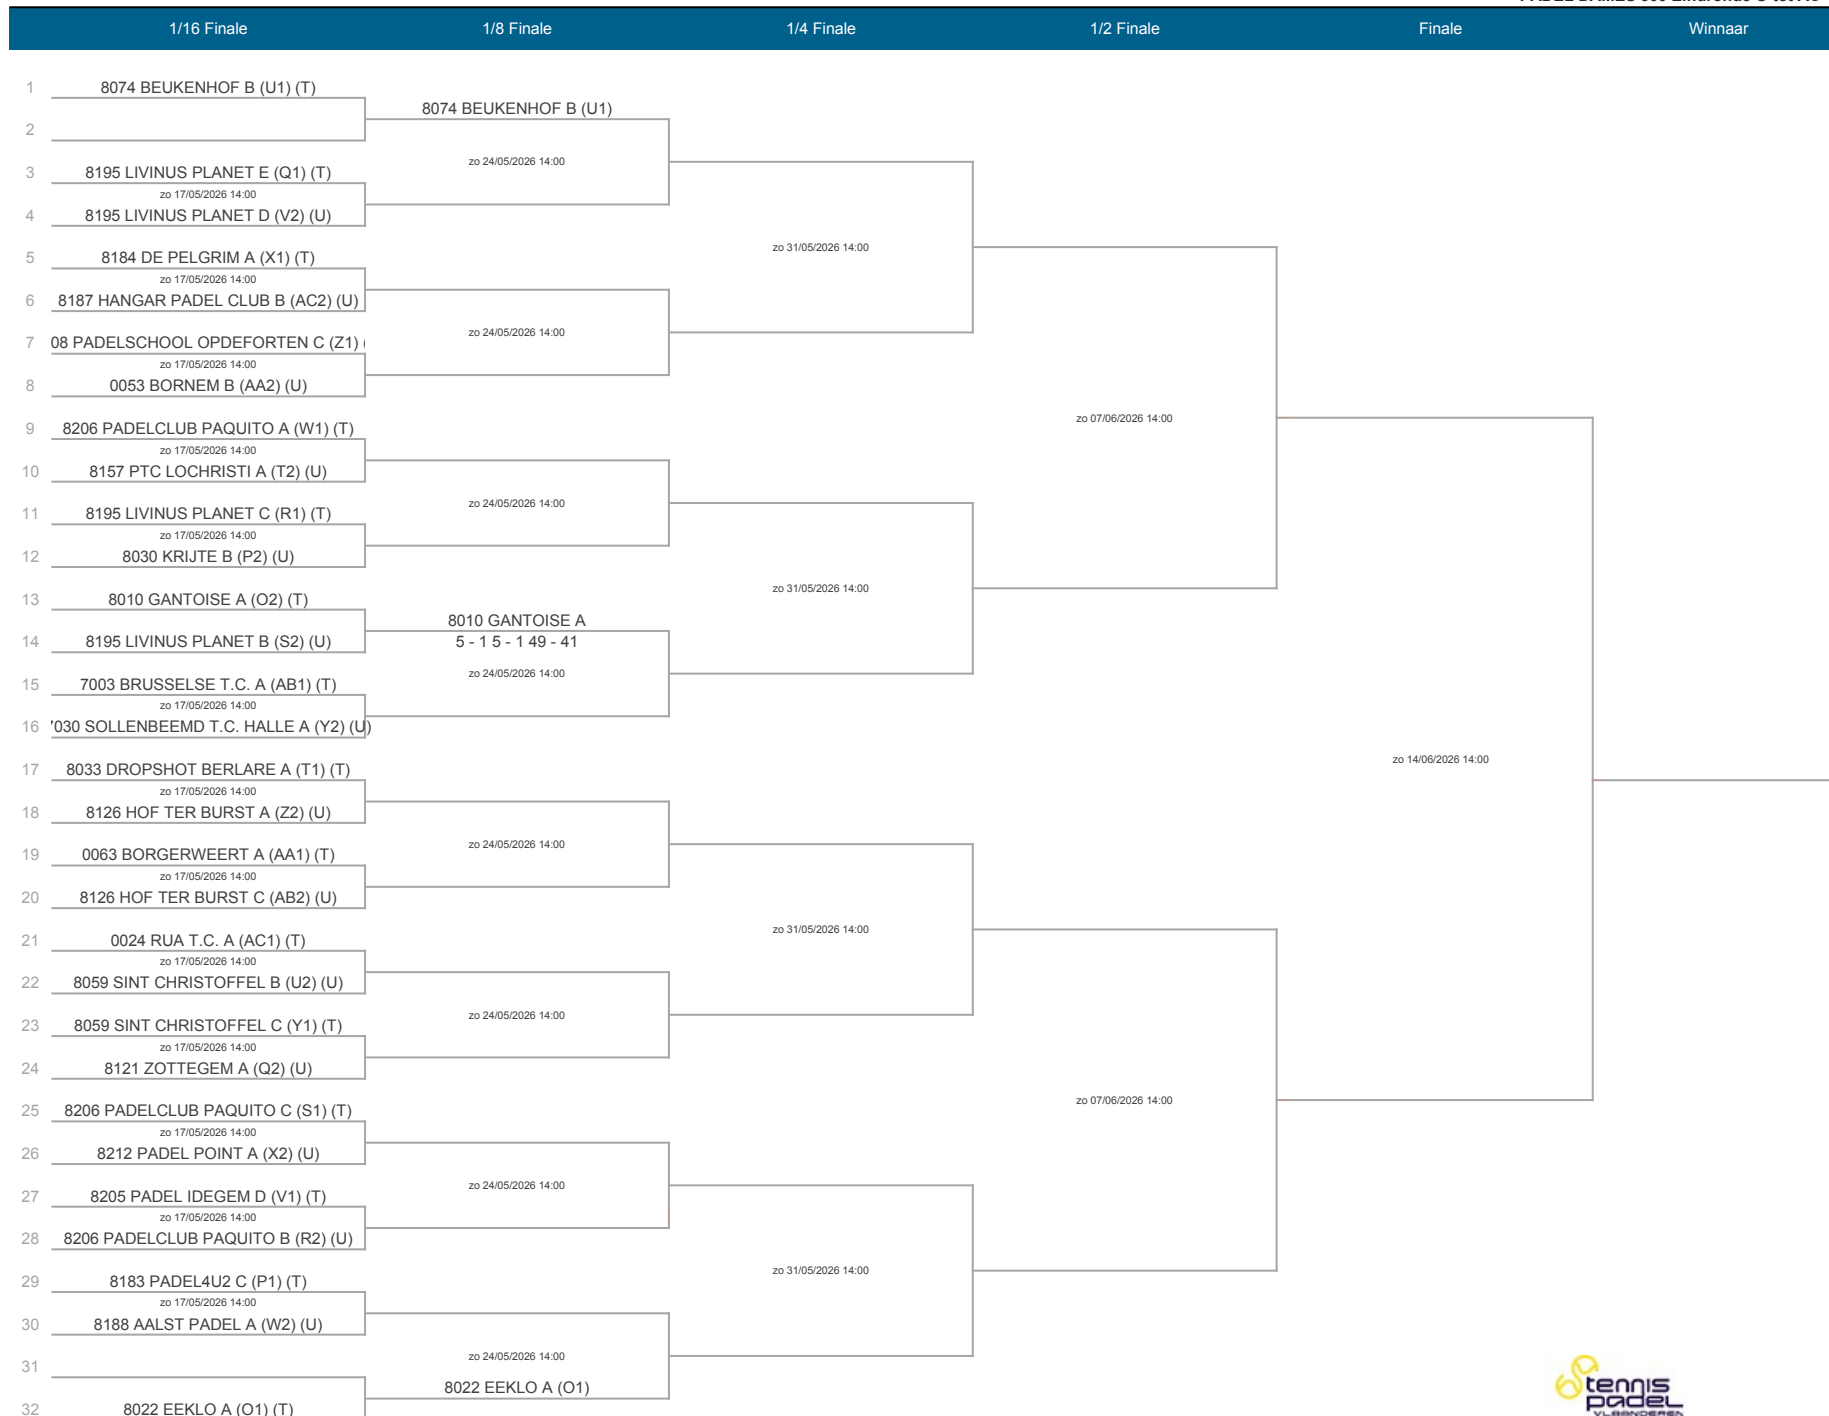 1/16 Finale 1/8 Finale 1/4 Finale 1/2 Finale Finale Winnaar
1 8074 BEUKENHOF B (U1) (T)
8074 BEUKENHOF B (U1)
2
zo 24/05/2026 14:00
3 8195 LIVINUS PLANET E (Q1) (T)
zo 17/05/2026 14:00
4 8195 LIVINUS PLANET D (V2) (U)
zo 31/05/2026 14:00
5 8184 DE PELGRIM A (X1) (T)
zo 17/05/2026 14:00
6 8187 HANGAR PADEL CLUB B (AC2) (U)
zo 24/05/2026 14:00
7 08 PADELSCHOOL OPDEFORTEN C (Z1) (
zo 17/05/2026 14:00
8 0053 BORNEM B (AA2) (U)
zo 07/06/2026 14:00
9 8206 PADELCLUB PAQUITO A (W1) (T)
zo 17/05/2026 14:00
10 8157 PTC LOCHRISTI A (T2) (U)
zo 24/05/2026 14:00
11 8195 LIVINUS PLANET C (R1) (T)
zo 17/05/2026 14:00
12 8030 KRIJTE B (P2) (U)
zo 31/05/2026 14:00
13 8010 GANTOISE A (O2) (T)
8010 GANTOISE A
14 8195 LIVINUS PLANET B (S2) (U)
5 - 1 5 - 1 49 - 41
zo 24/05/2026 14:00
15 7003 BRUSSELSE T.C. A (AB1) (T)
zo 17/05/2026 14:00
16 7030 SOLLENBEEMD T.C. HALLE A (Y2) (U)
zo 14/06/2026 14:00
17 8033 DROPSHOT BERLARE A (T1) (T)
zo 17/05/2026 14:00
18 8126 HOF TER BURST A (Z2) (U)
zo 24/05/2026 14:00
19 0063 BORGERWEERT A (AA1) (T)
zo 17/05/2026 14:00
20 8126 HOF TER BURST C (AB2) (U)
zo 31/05/2026 14:00
21 0024 RUA T.C. A (AC1) (T)
zo 17/05/2026 14:00
22 8059 SINT CHRISTOFFEL B (U2) (U)
zo 24/05/2026 14:00
23 8059 SINT CHRISTOFFEL C (Y1) (T)
zo 17/05/2026 14:00
24 8121 ZOTTEGEM A (Q2) (U)
zo 07/06/2026 14:00
25 8206 PADELCLUB PAQUITO C (S1) (T)
zo 17/05/2026 14:00
26 8212 PADEL POINT A (X2) (U)
zo 24/05/2026 14:00
27 8205 PADEL IDEGEM D (V1) (T)
zo 17/05/2026 14:00
28 8206 PADELCLUB PAQUITO B (R2) (U)
zo 31/05/2026 14:00
29 8183 PADEL4U2 C (P1) (T)
zo 17/05/2026 14:00
30 8188 AALST PADEL A (W2) (U)
zo 24/05/2026 14:00
31
8022 EEKLO A (O1)
32 8022 EEKLO A (O1) (T)
tennis
padel
VLAANDEREN